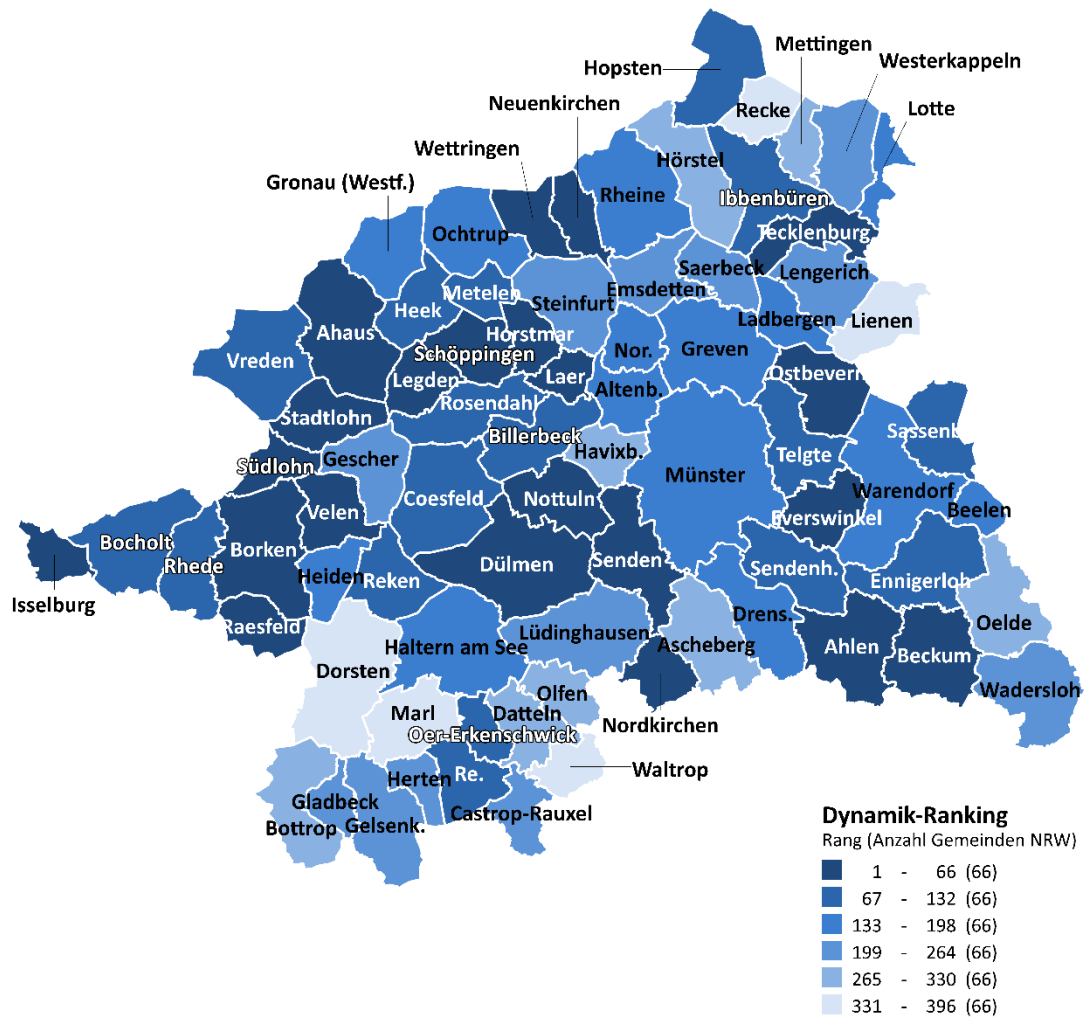 Mettingen
Hopsten
Westerkappeln
Neuenkirchen
Recke
Lotte
Wettringen
Hörstel
Gronau (Westf.)
Rheine
Ibbenbüren
Ochtrup
Tecklenburg
Saerbeck
Lengerich
Metelen
Emsdetten
Steinfurt
Heek
Ladbergen
Lienen
Ahaus
Horstmar
Nor.
Greven
Schöppingen
Vreden
Ostbevern
Legden
Laer
Altenb.
Rosendahl
Stadtlohn
Sassenb.
Billerbeck
Havixb.
Telgte
Gescher
Südlohn
Münster
Warendorf
Coesfeld
Nottuln
Beelen
Velen
Everswinkel
Bocholt
Borken
Rhede
Dülmen
Senden
Sendenh.
Heiden
Reken
Ennigerloh
Isselburg
Drens.
Raesfeld
Oelde
Lüdinghausen
Haltern am See
Ascheberg
Ahlen
Beckum
Dorsten
Wadersloh
Olfen
Marl
Datteln
Nordkirchen
Oer-Erkenschwick
Waltrop
Herten
Re.
Gladbeck
Castrop-Rauxel
Gelsenk.
Bottrop
Dynamik-Ranking
Rang (Anzahl Gemeinden NRW)
1 - 66 (66)
67 - 132 (66)
133 - 198 (66)
199 - 264 (66)
265 - 330 (66)
331 - 396 (66)